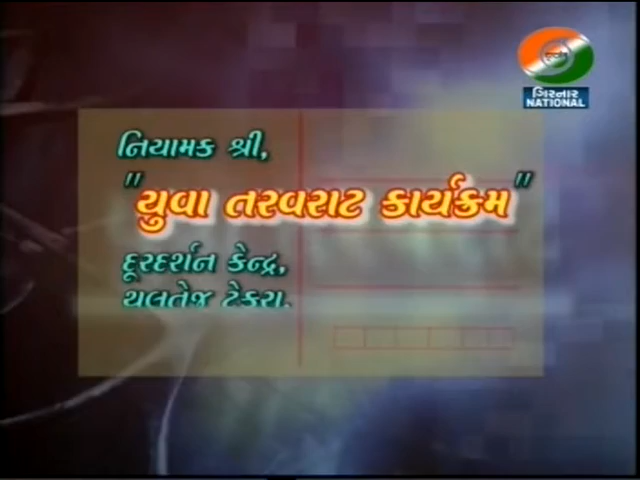 ગિરનાર
NATIONAL
નિયામક શ્રી,
"યુવા તરવરાટ કાર્યક્રમ"
દૂરદર્શન કેન્દ્ર,
થલતેજ ટેકરા.